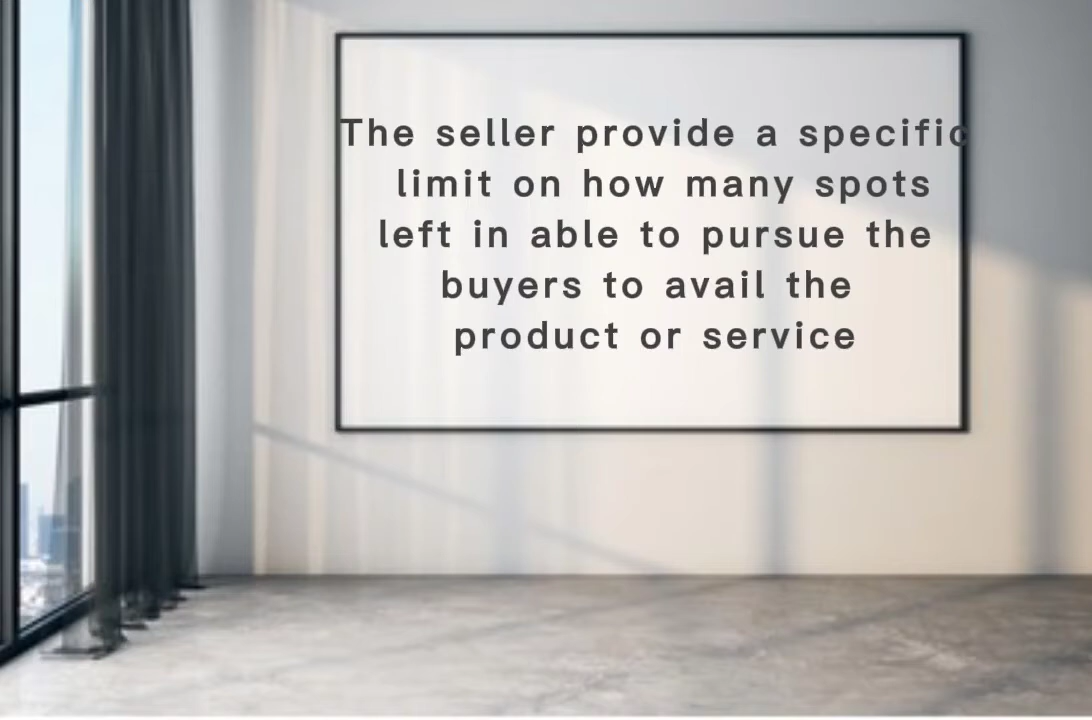 The seller provide a specific
limit on how many spots
left in able to pursue the
buyers to avail the
product or service